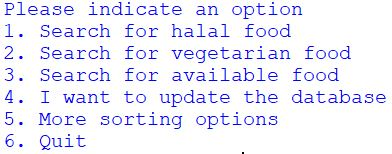 Please indicate an option
1. Search for halal food
2. Search for vegetarian food
3. Search for available food
4. I want to update the database
5. More sorting options
6. Quit